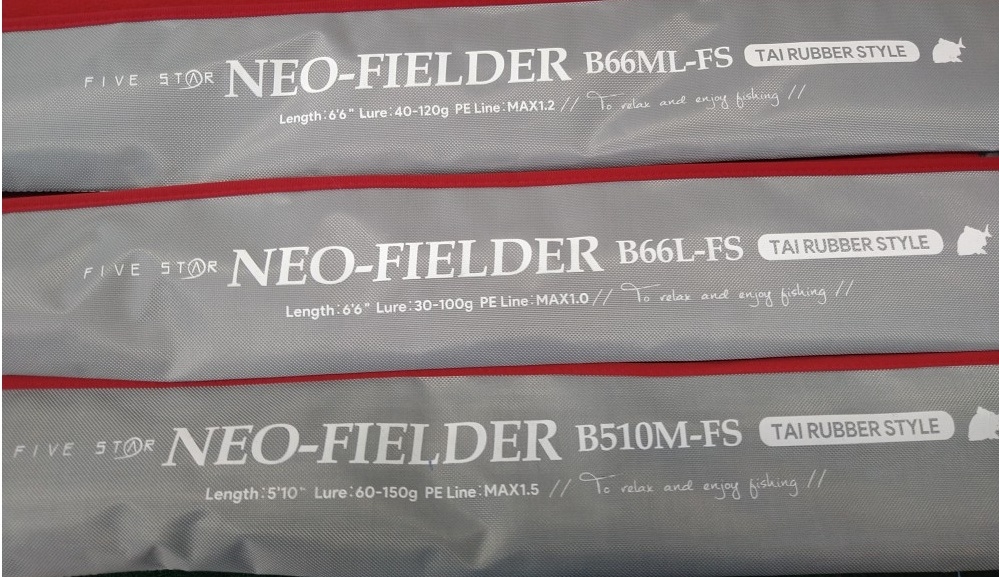 FIVE STAR NEO-FIELDER B66ML-FS TAI RUBBER STYLE
Length:6'6" Lure:40-120g PE Line:MAX1.2 // To relax and enjoy fishing //
FIVE STAR NEO-FIELDER B66L-FS TAI RUBBER STYLE
Length:6'6" Lure:30-100g PE Line:MAX1.0 // To relax and enjoy fishing //
FIVE STAR NEO-FIELDER B510M-FS TAI RUBBER STYLE
Length:5'10" Lure:60-150g PE Line:MAX1.5 // To relax and enjoy fishing //